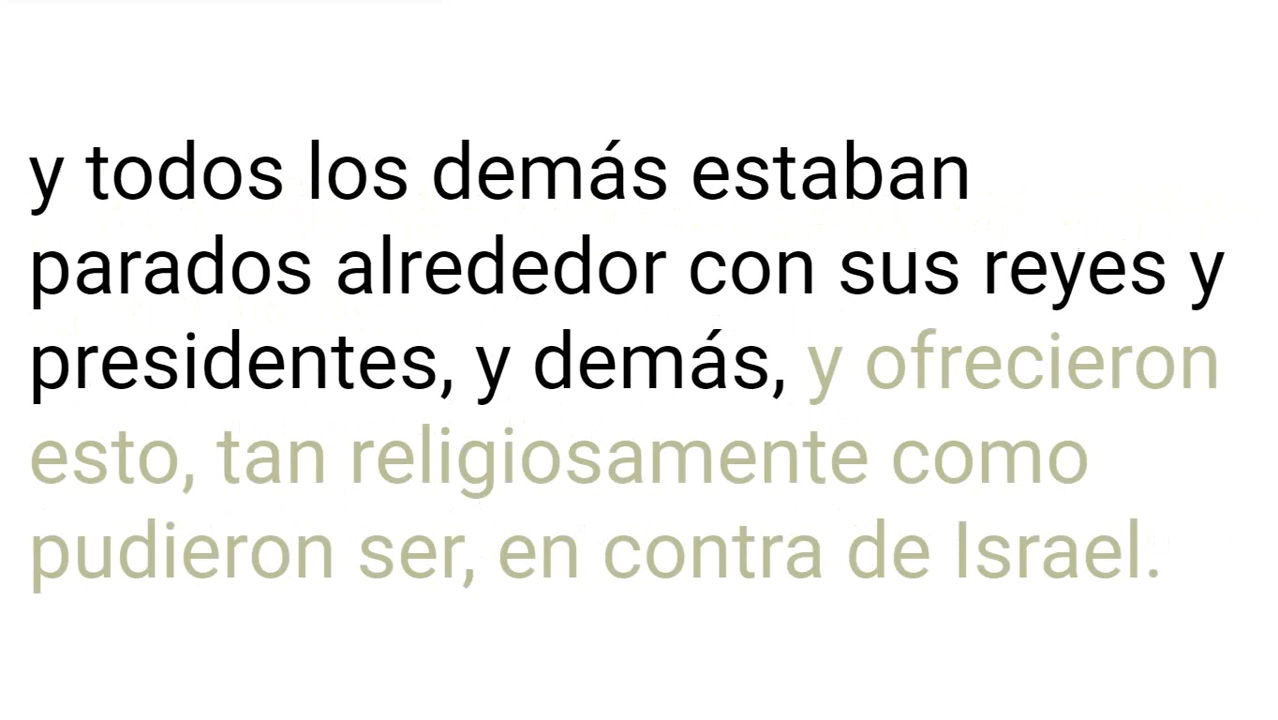 y todos los demás estaban
parados alrededor con sus reyes y
presidentes, y demás, y ofrecieron
esto, tan religiosamente como
pudieron ser, en contra de Israel.